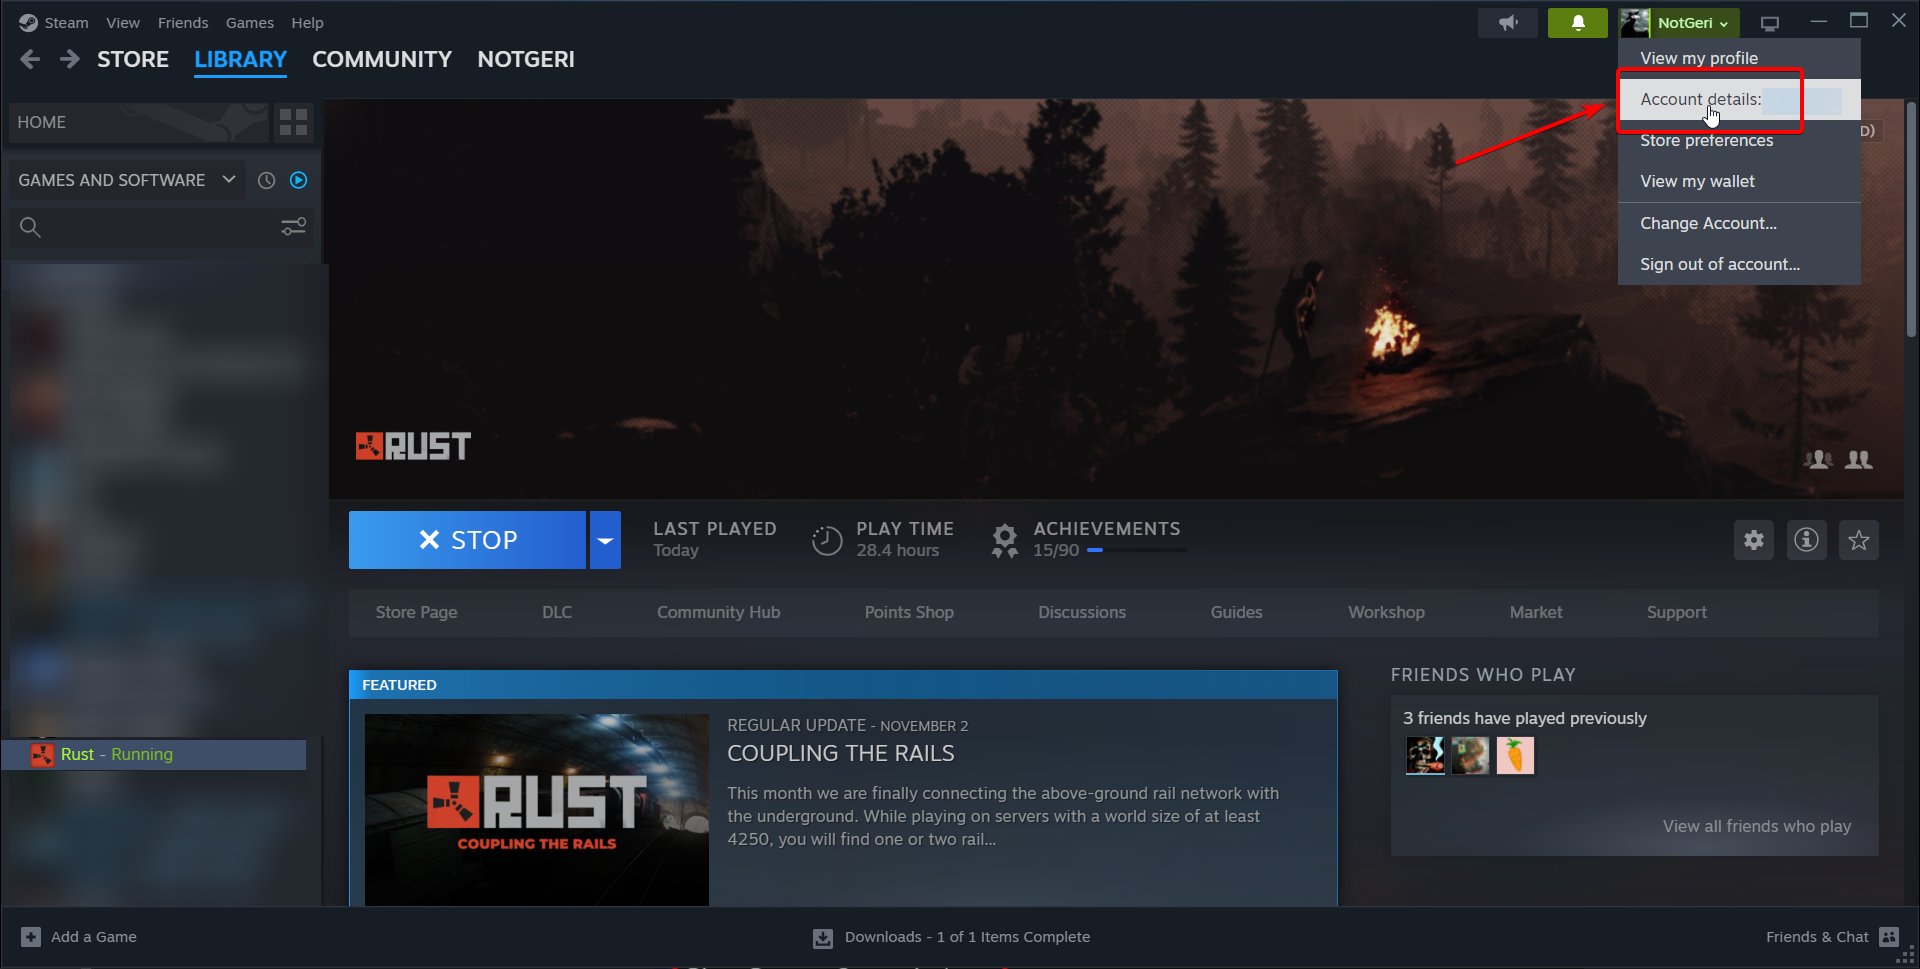 Steam View Friends Games Help
NotGeri
STORE LIBRARY COMMUNITY NOTGERI
View my profile
Account details:
Store preferences
View my wallet
Change Account...
Sign out of account...
D)
HOME
GAMES AND SOFTWARE
RUST
STOP
LAST PLAYED
Today
PLAY TIME
28.4 hours
ACHIEVEMENTS
15/90
Store Page DLC Community Hub Points Shop Discussions Guides Workshop Market Support
FEATURED
RUST
COUPLING THE RAILS
REGULAR UPDATE - NOVEMBER 2
COUPLING THE RAILS
This month we are finally connecting the above-ground rail network with
the underground. While playing on servers with a world size of at least
4250, you will find one or two rail...
FRIENDS WHO PLAY
3 friends have played previously
View all friends who play
Rust - Running
Add a Game
Downloads - 1 of 1 Items Complete
Friends & Chat